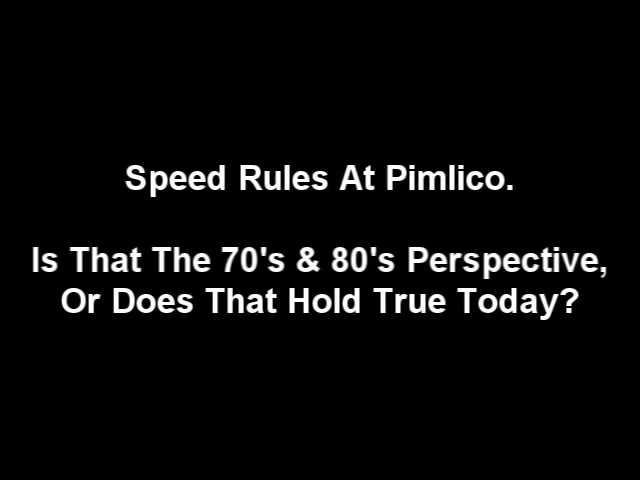 Speed Rules At Pimlico.
Is That The 70's & 80's Perspective,
Or Does That Hold True Today?